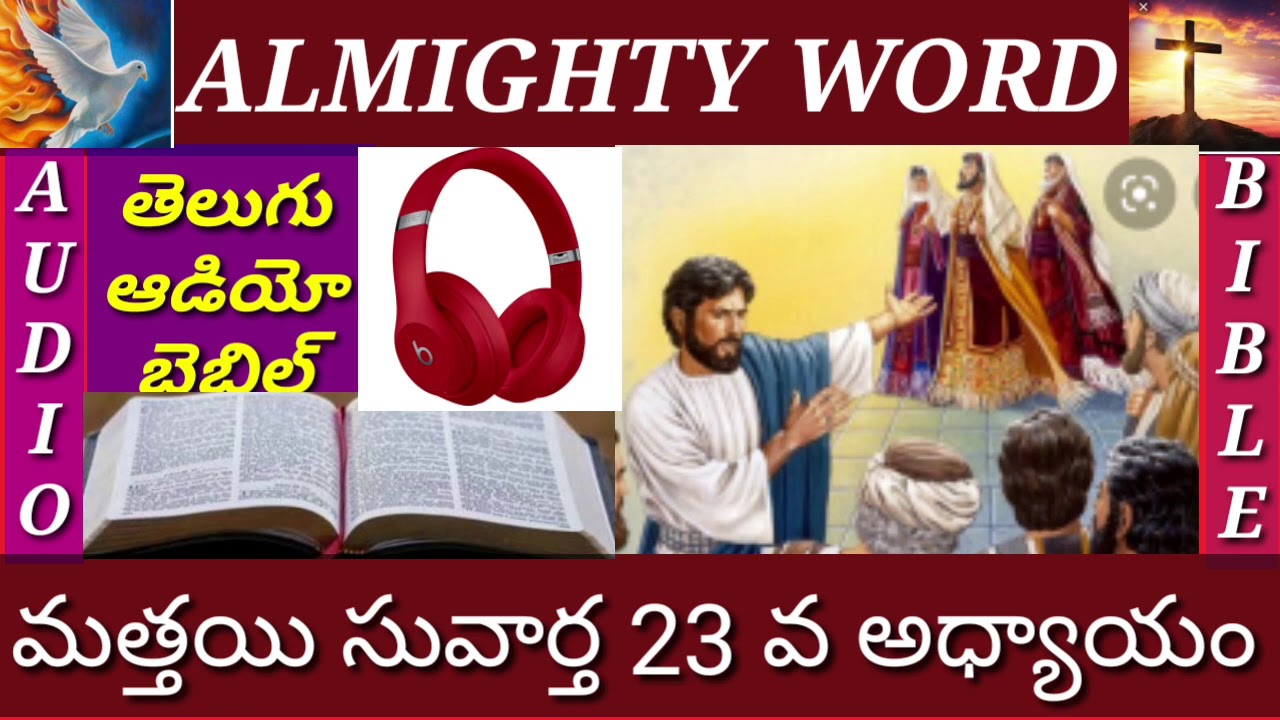 ALMIGHTY WORD
AUDIO
తెలుగు
ఆడియో
బైబిల్
BIBLE
మత్తయి సువార్త 23 వ అధ్యాయం